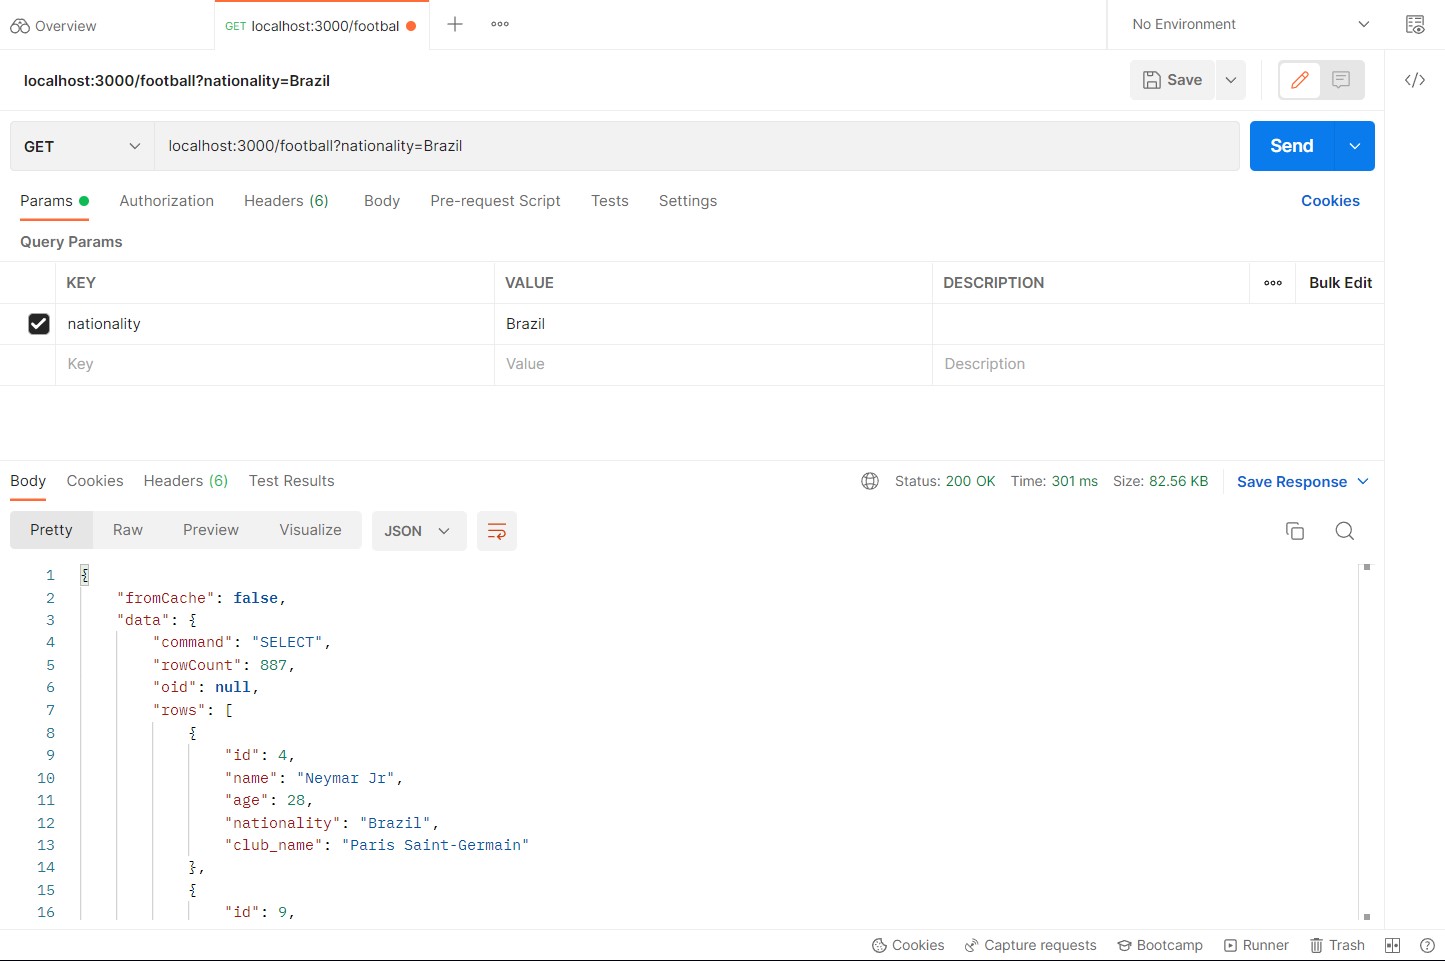 Overview
GET localhost:3000/footbal
No Environment
localhost:3000/football?nationality=Brazil
Save
GET
localhost:3000/football?nationality=Brazil
Send
Params
Authorization
Headers (6)
Body
Pre-request Script
Tests
Settings
Cookies
Query Params
KEY
VALUE
DESCRIPTION
Bulk Edit
nationality
Brazil
Key
Value
Description
Body
Cookies
Headers (6)
Test Results
Status: 200 OK
Time: 301 ms
Size: 82.56 KB
Save Response
Pretty
Raw
Preview
Visualize
JSON
1 {
2 "fromCache": false,
3 "data": {
4 "command": "SELECT",
5 "rowCount": 887,
6 "oid": null,
7 "rows": [
8 {
9 "id": 4,
10 "name": "Neymar Jr",
11 "age": 28,
12 "nationality": "Brazil",
13 "club_name": "Paris Saint-Germain"
14 },
15 {
16 "id": 9,
Cookies
Capture requests
Bootcamp
Runner
Trash